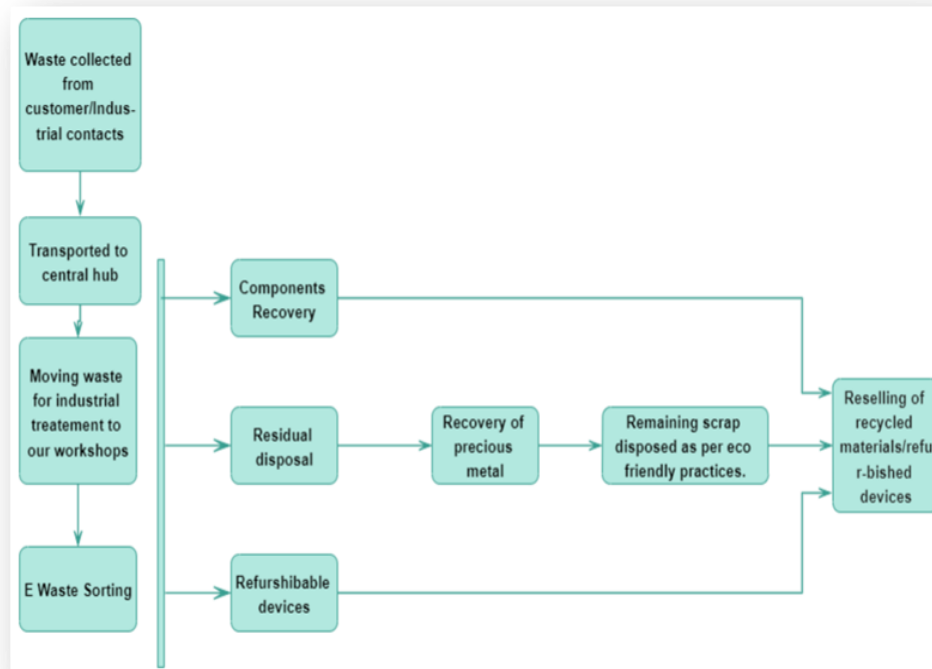 Waste collected
from
customer/Indus-
trial contacts
Transported to
central hub
Moving waste
for industrial
treatement to
our workshops
E Waste Sorting
Components
Recovery
Residual
disposal
Recovery of
precious
metal
Remaining scrap
disposed as per eco
friendly practices.
Refurshibable
devices
Reselling of
recycled
materials/refu
r-bished
devices